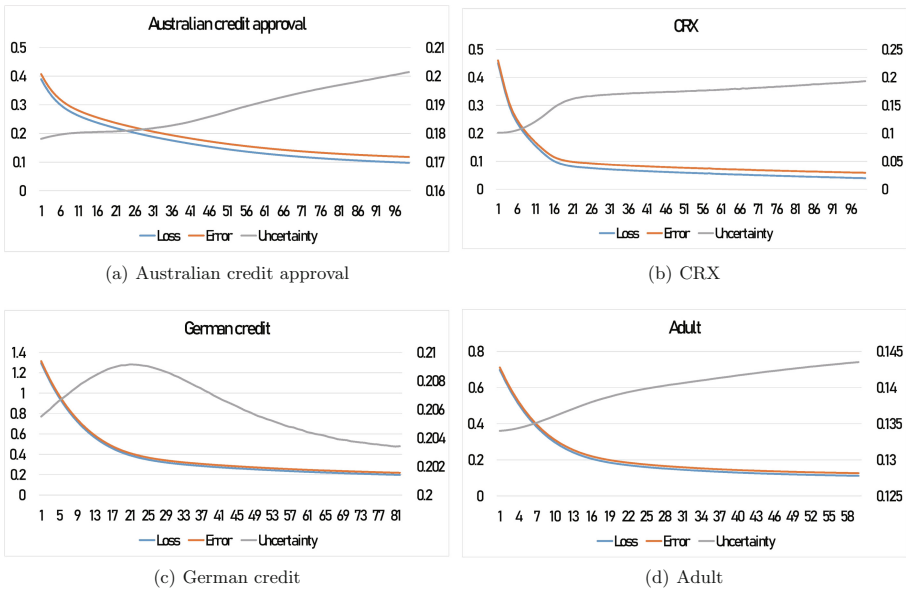 Australian credit approval
0.5 0.21
0.4 0.2
0.3 0.19
0.2 0.18
0.1 0.17
0 0.16
1 6 11 16 21 26 31 36 41 46 51 56 61 66 71 76 81 86 91 96
Loss Error Uncertainty
(a) Australian credit approval
CRX
0.5 0.25
0.4 0.2
0.3 0.15
0.2 0.1
0.1 0.05
0 0
1 6 11 16 21 26 31 36 41 46 51 56 61 66 71 76 81 86 91 96
Loss Error Uncertainty
(b) CRX
German credit
1.4 0.21
1.2 0.208
1 0.206
0.8 0.204
0.6 0.202
0.4 0.2
0.2
0
1 5 9 13 17 21 25 29 33 37 41 45 49 53 57 61 65 69 73 77 81
Loss Error Uncertainty
(c) German credit
Adult
0.8 0.145
0.6 0.14
0.4 0.135
0.2 0.13
0 0.125
1 4 7 10 13 16 19 22 25 28 31 34 37 40 43 46 49 52 55 58
Loss Error Uncertainty
(d) Adult